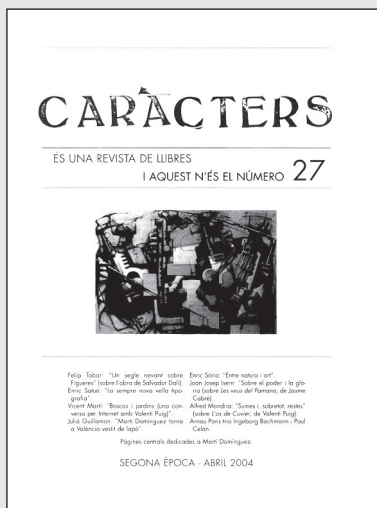 CARÀCTERS
ÉS UNA REVISTA DE LLIBRES
I AQUEST N'ÉS EL NÚMERO 27
Felip Tobar: "Un segle nevant sobre
Figueres" (sobre l'obra de Salvador Dalí).
Enric Satué: "La sempre nova vella tipo-
grafia".
Vicent Martí: "Boscos i jardins (una con-
versa per Internet amb Valentí Puig)".
Julià Guillamon: "Martí Domínguez torna
a València vestit de lapó".
Enric Sòria: "Entre natura i art".
Joan Josep Isern: "Sobre el poder i la glò-
ria (sobre Les veus del Pamano, de Jaume
Cabré).
Alfred Mondria: "Sumes i, sobretot, restes"
(sobre L'os de Cuvier, de Valentí Puig).
Arnau Pons tria Ingeborg Bachmann i Paul
Celan.
Pàgines centrals dedicades a Martí Domínguez.
SEGONA ÈPOCA - ABRIL 2004